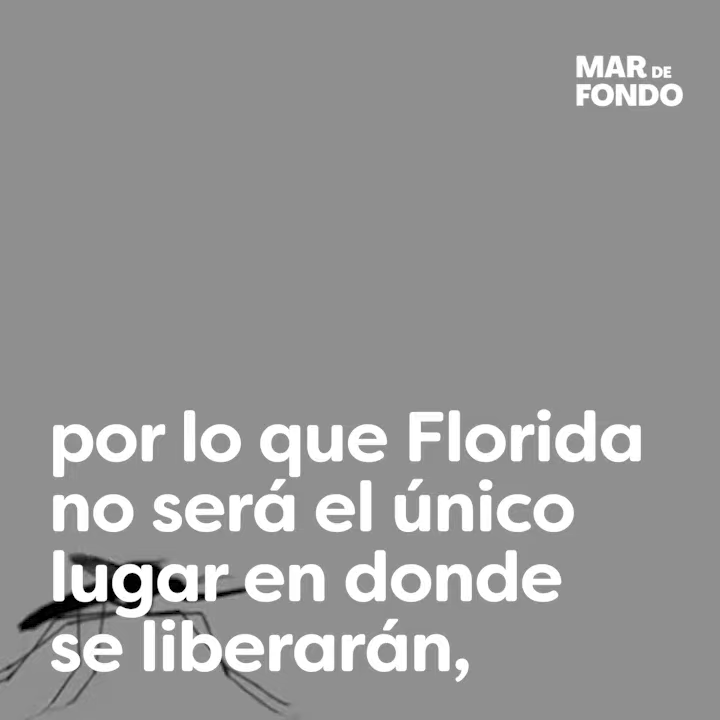 MAR DE
FONDO
por lo que Florida
no será el único
lugar en donde
se liberarán,